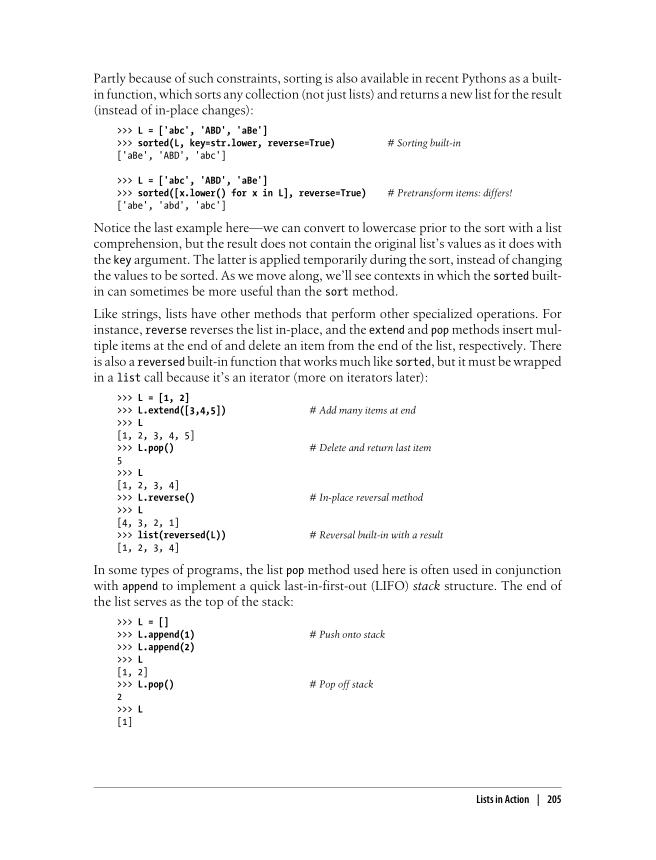 Partly because of such constraints, sorting is also available in recent Pythons as a built-
in function, which sorts any collection (not just lists) and returns a new list for the result
(instead of in-place changes):
>>> L = ['abc', 'ABD', 'aBe']
>>> sorted(L, key=str.lower, reverse=True) # Sorting built-in
['aBe', 'ABD', 'abc']
>>> L = ['abc', 'ABD', 'aBe']
>>> sorted([x.lower() for x in L], reverse=True) # Pretransform items: differs!
['abe', 'abd', 'abc']
Notice the last example here—we can convert to lowercase prior to the sort with a list
comprehension, but the result does not contain the original list's values as it does with
the key argument. The latter is applied temporarily during the sort, instead of changing
the values to be sorted. As we move along, we'll see contexts in which the sorted built-
in can sometimes be more useful than the sort method.
Like strings, lists have other methods that perform other specialized operations. For
instance, reverse reverses the list in-place, and the extend and pop methods insert mul-
tiple items at the end of and delete an item from the end of the list, respectively. There
is also a reversed built-in function that works much like sorted, but it must be wrapped
in a list call because it's an iterator (more on iterators later):
>>> L = [1, 2]
>>> L.extend([3,4,5]) # Add many items at end
>>> L
[1, 2, 3, 4, 5]
>>> L.pop() # Delete and return last item
5
>>> L
[1, 2, 3, 4]
>>> L.reverse() # In-place reversal method
>>> L
[4, 3, 2, 1]
>>> list(reversed(L)) # Reversal built-in with a result
[1, 2, 3, 4]
In some types of programs, the list pop method used here is often used in conjunction
with append to implement a quick last-in-first-out (LIFO) stack structure. The end of
the list serves as the top of the stack:
>>> L = []
>>> L.append(1) # Push onto stack
>>> L.append(2)
>>> L
[1, 2]
>>> L.pop() # Pop off stack
2
>>> L
[1]
Lists in Action | 205